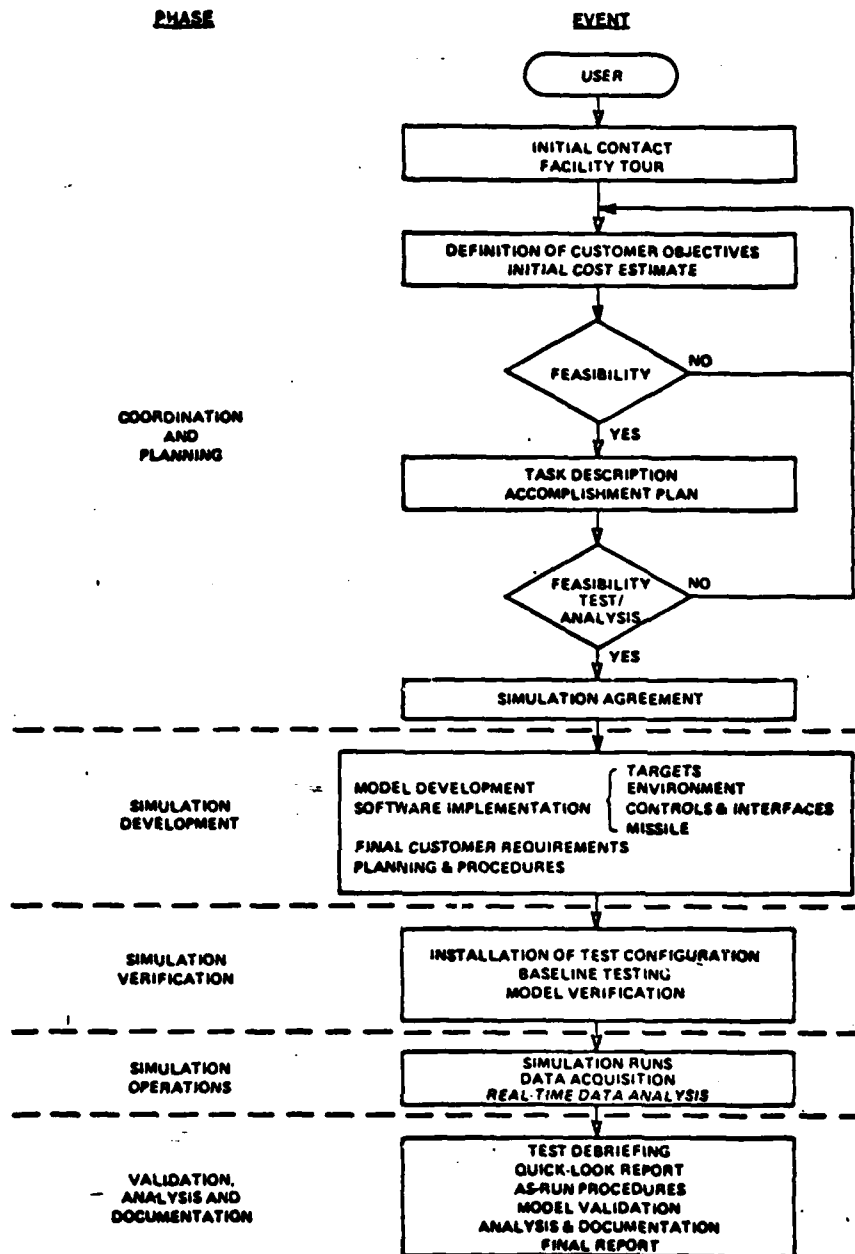 PHASE
EVENT
USER
INITIAL CONTACT
FACILITY TOUR
DEFINITION OF CUSTOMER OBJECTIVES
INITIAL COST ESTIMATE
FEASIBILITY
NO
YES
COORDINATION
AND
PLANNING
TASK DESCRIPTION
ACCOMPLISHMENT PLAN
FEASIBILITY
TEST/
ANALYSIS
NO
YES
SIMULATION AGREEMENT
SIMULATION
DEVELOPMENT
MODEL DEVELOPMENT
SOFTWARE IMPLEMENTATION
TARGETS
ENVIRONMENT
CONTROLS & INTERFACES
MISSILE
FINAL CUSTOMER REQUIREMENTS
PLANNING & PROCEDURES
SIMULATION
VERIFICATION
INSTALLATION OF TEST CONFIGURATION
BASELINE TESTING
MODEL VERIFICATION
SIMULATION
OPERATIONS
SIMULATION RUNS
DATA ACQUISITION
REAL-TIME DATA ANALYSIS
VALIDATION,
ANALYSIS AND
DOCUMENTATION
TEST DEBRIEFING
QUICK-LOOK REPORT
AS-RUN PROCEDURES
MODEL VALIDATION
ANALYSIS & DOCUMENTATION
FINAL REPORT